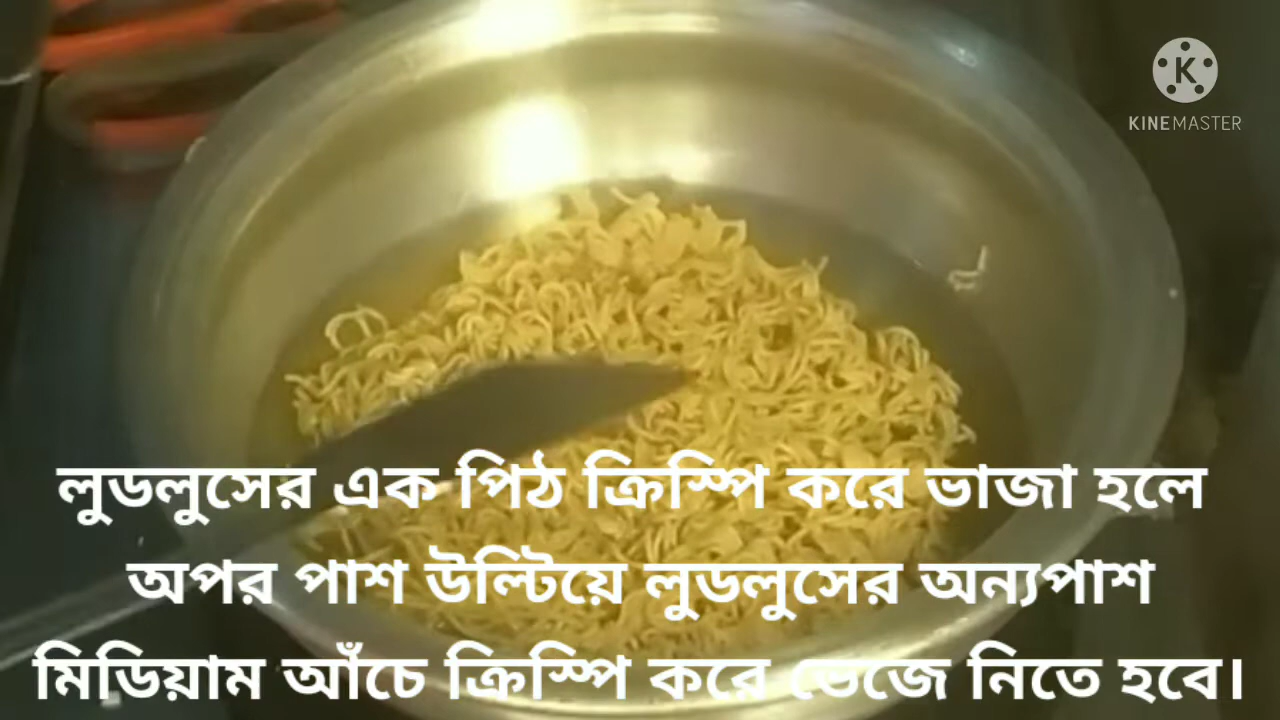 KINEMASTER
লুডলুসের এক পিঠ ক্রিস্পি করে ভাজা হলে
অপর পাশ উল্টিয়ে লুডলুসের অন্যপাশ
মিডিয়াম আঁচে ক্রিস্পি করে ভেজে নিতে হবে।